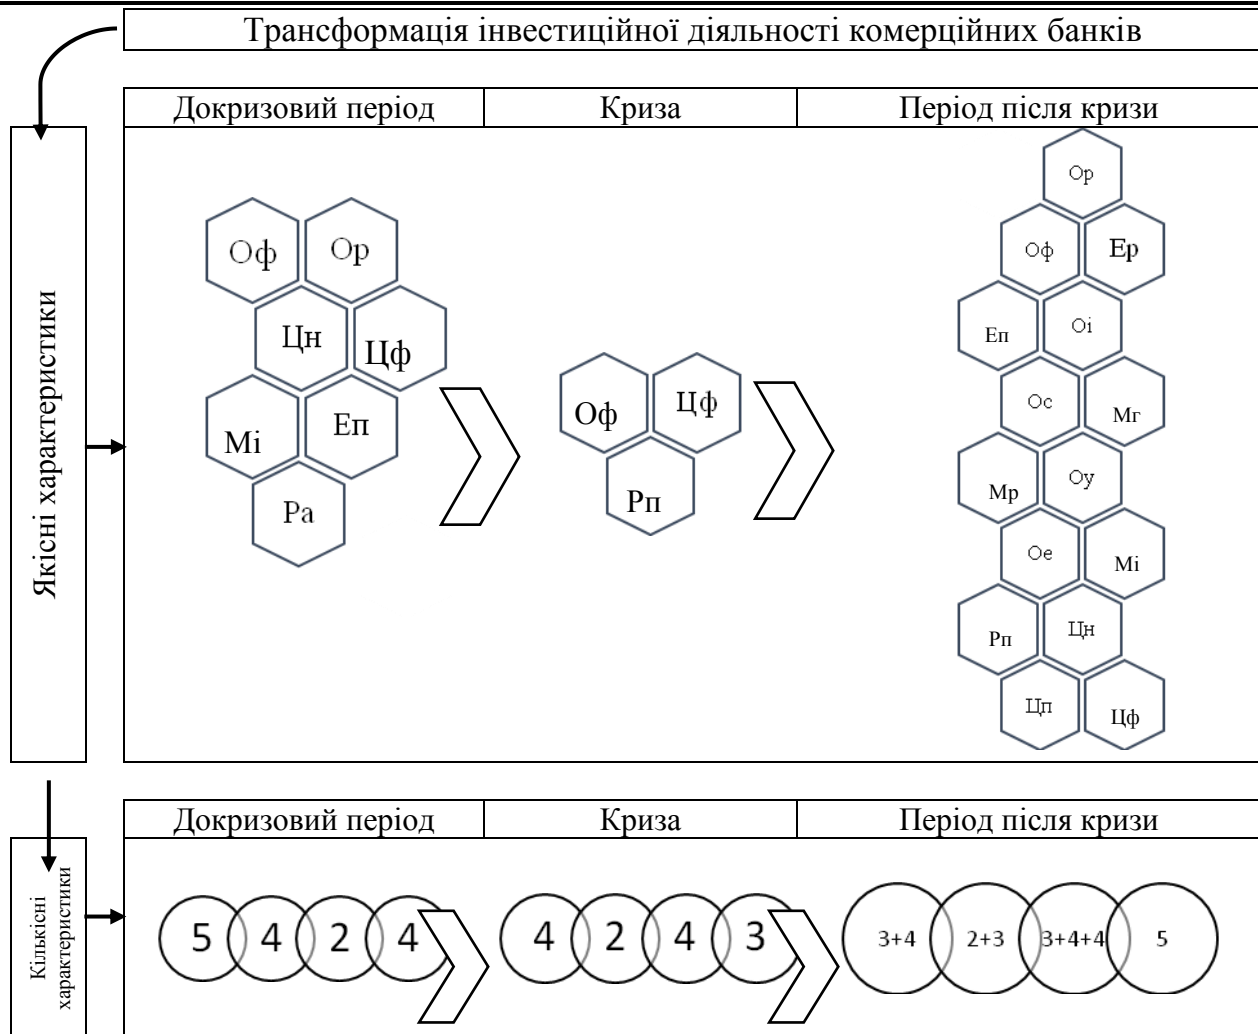 Трансформація інвестиційної діяльності комерційних банків
Докризовий період Криза Період після кризи
Якісні характеристики
Оф Ор
Цн Цф
Мі Еп
Ра
Оф Цф
Рп
Ор
Оф Ер
Еп Оі
Ос Мг
Мр Оу
Ое Мі
Рп Цн
Цп Цф
Докризовий період Криза Період після кризи
Кількісні
характеристики
5 4 2 4
4 2 4 3
3+4 2+3 3+4+4 5